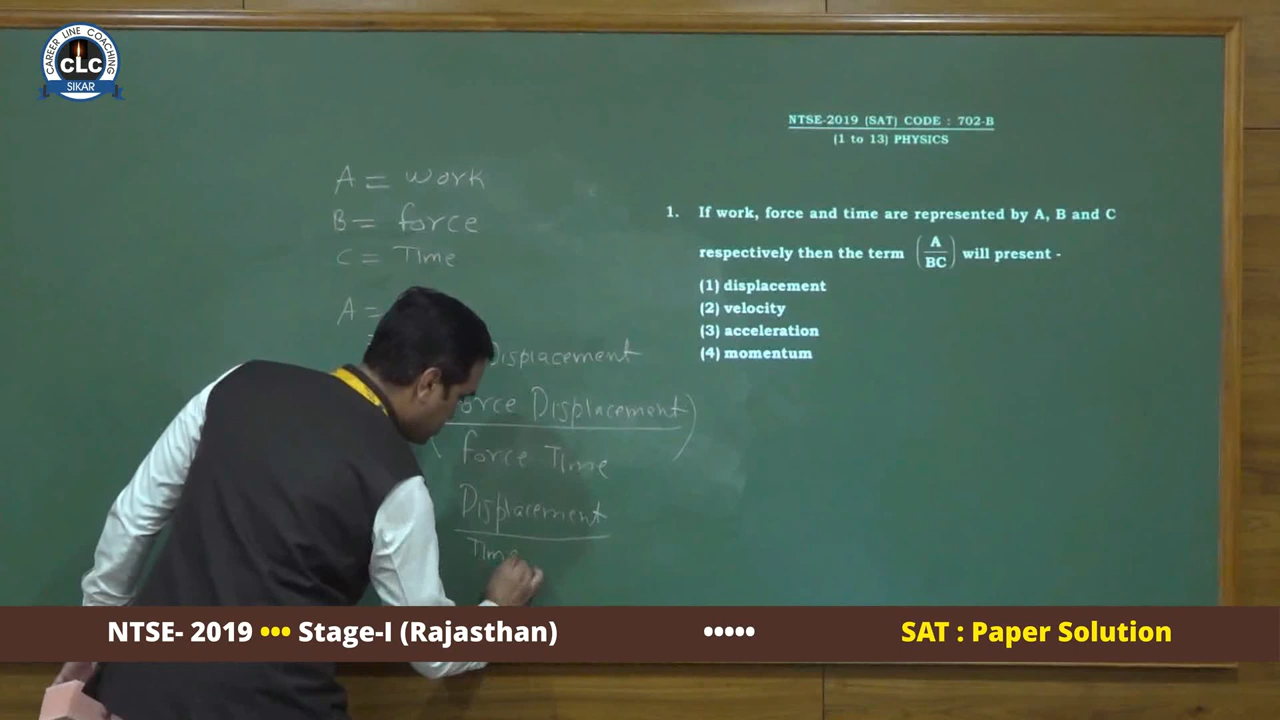 CAREER LINE COACHING
CLC
SIKAR
NTSE-2019 (SAT) CODE : 702-B
(1 to 13) PHYSICS
A = work
B = force
C = Time
A =
Displacement
Force Displacement
force Time
Displacement
Time
1. If work, force and time are represented by A, B and C
respectively then the term (A/BC) will present -
(1) displacement
(2) velocity
(3) acceleration
(4) momentum
NTSE- 2019 ••• Stage-I (Rajasthan) ••••• SAT : Paper Solution